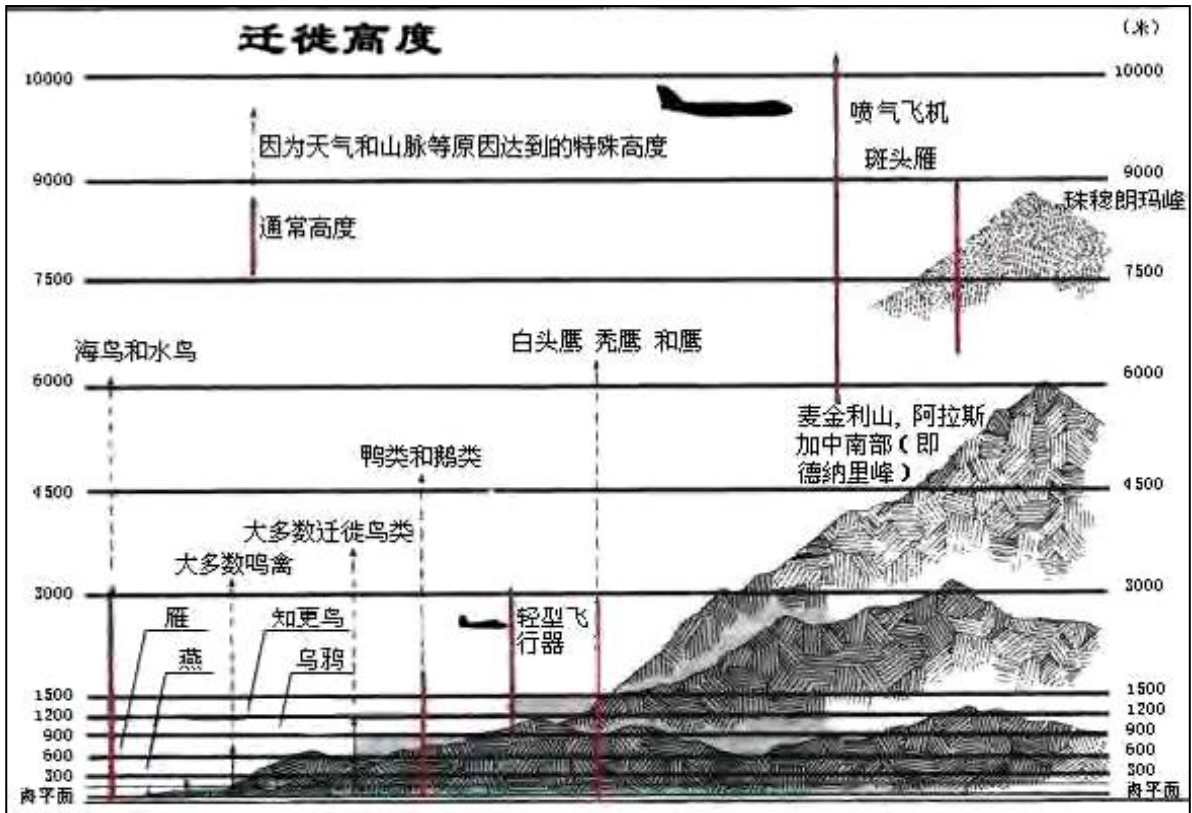 迁徙高度
(米)
10000
10000
喷气飞机
因为天气和山脉等原因达到的特殊高度
斑头雁
9000
9000
珠穆朗玛峰
通常高度
7500
7500
海鸟和水鸟
白头鹰 秃鹰 和鹰
6000
6000
麦金利山, 阿拉斯
加中南部(即
德纳里峰)
鸭类和鹅类
4500
4500
大多数迁徙鸟类
大多数鸣禽
3000
3000
雁
知更鸟
轻型飞
行器
燕
乌鸦
1500
1500
1200
1200
900
900
600
600
300
300
海平面
海平面